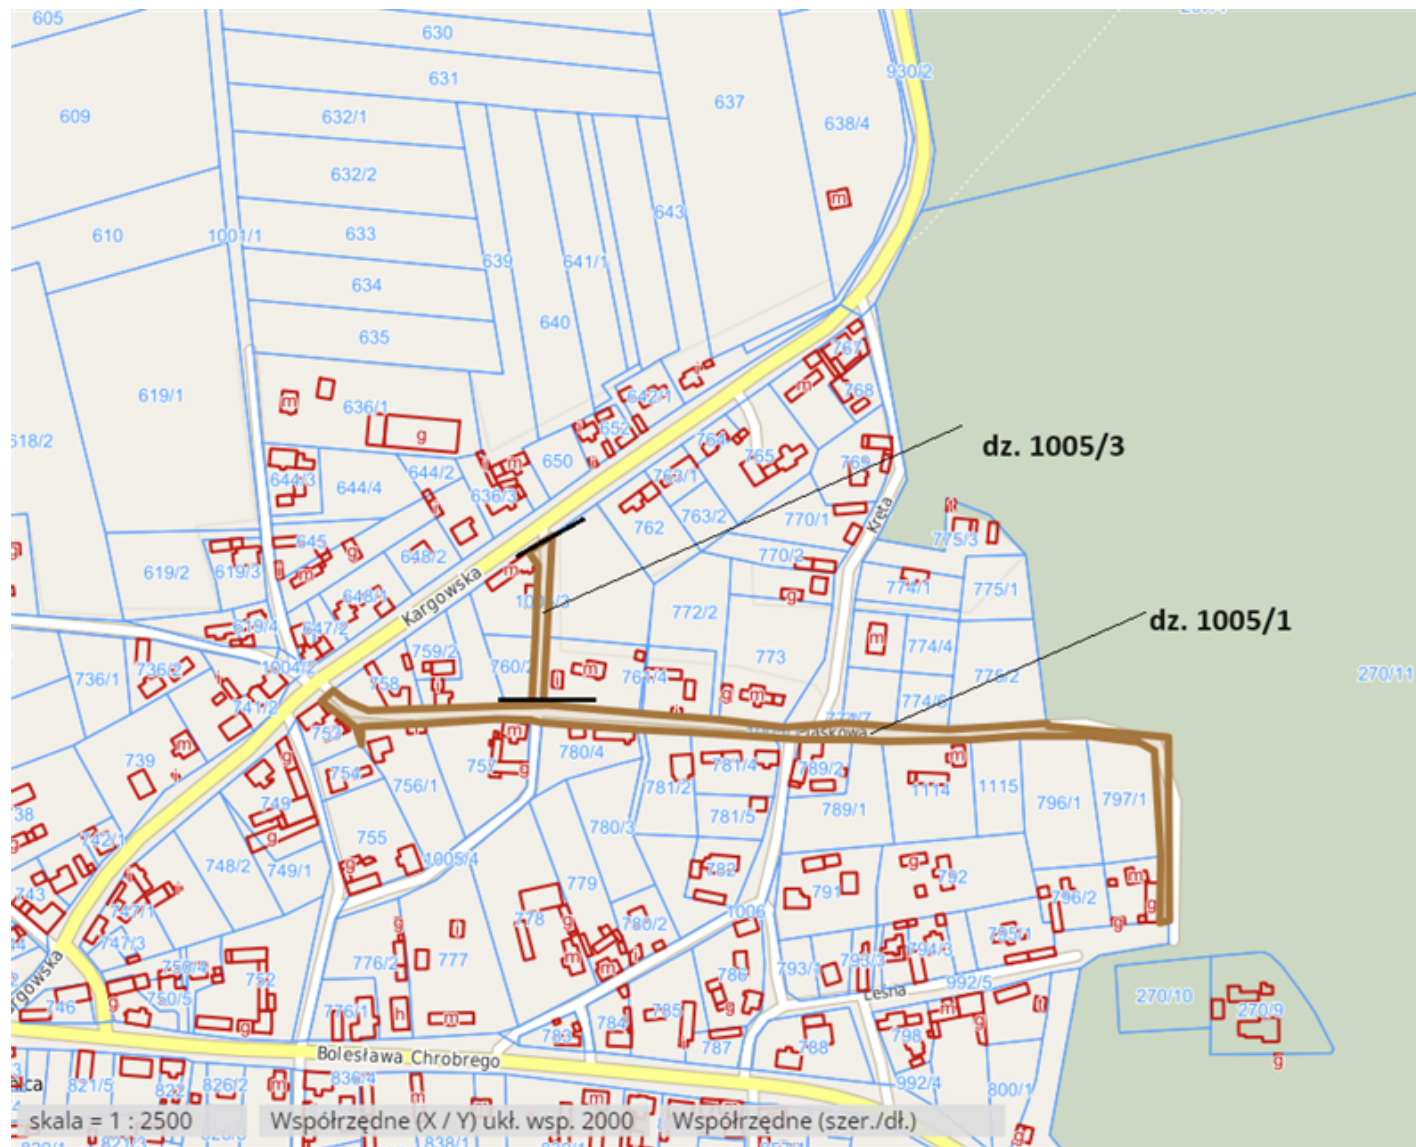 605
630
930/2
631
637
609
632/1
638/4
632/2
m
643
610
1001/1
633
639
641/1
634
640
635
767
619/1
m
768
636/1
m
642/1
g
652
618/2
764
dz. 1005/3
650
765
769
644/3
644/4
644/2
763/1
636/3
762
763/2
770/1
Kręta
645
775/3
619/2
619/3
648/2
770/2
m
g
m
Kargowska
774/1
775/1
648/1
772/2
dz. 1005/1
619/4
647/2
m
774/4
736/1
736/2
1004/2
759/2
773
775/2
270/11
758
760/2
m
761/4
774/6
741/2
g
m
774/7
753
m
Piaskowa
739
m
780/4
754
757
g
781/4
789/2
m
756/1
781/2
1114
1115
796/1
797/1
749
781/5
789/1
742/1
g
755
780/3
748/2
749/1
g
1005/4
782
g
792
743
779
791
m
796/2
747/1
778
g
780/2
1006
g
747/3
m
m
794/3
795/1
750/4
752
776/2
777
786
793/1
793/3
Kargowska
746
750/5
776/1
h
m
g
785
Leśna
992/5
270/10
270/9
g
783
784
787
788
798
m
g
Bolesława Chrobrego
g
821/5
822
826/2
m
836/4
m
992/4
800/1
skala = 1 : 2500
Współrzędne (X / Y) ukł. wsp. 2000
Współrzędne (szer./dł.)
838/1